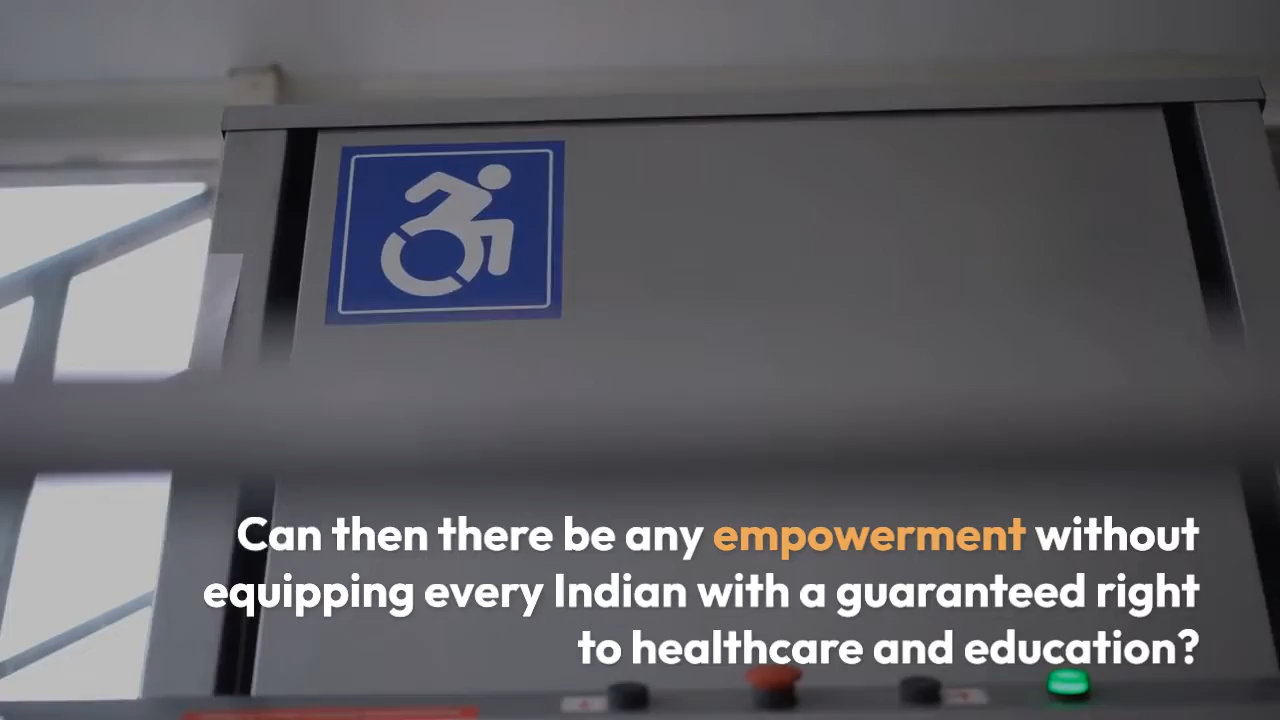 Can then there be any empowerment without
equipping every Indian with a guaranteed right
to healthcare and education?